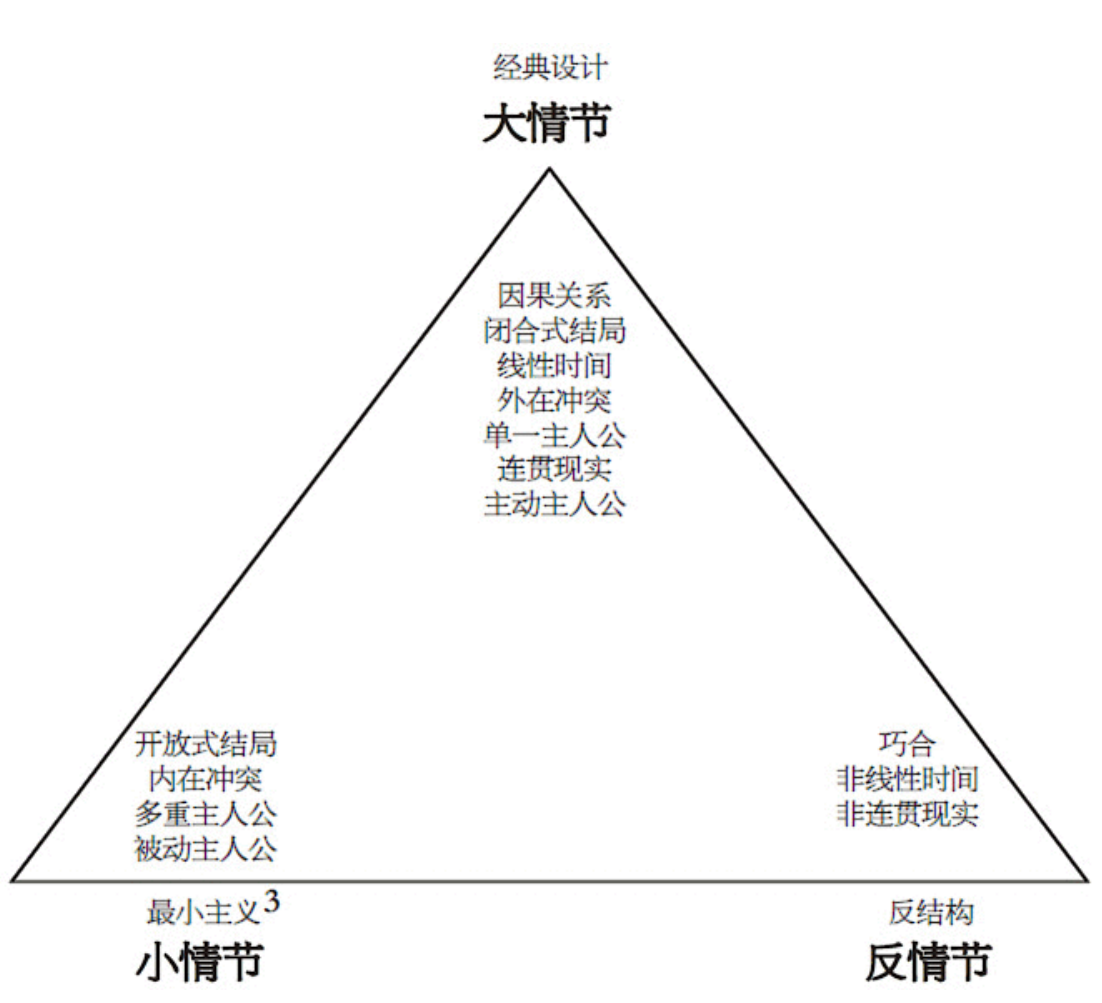 经典设计
大情节
因果关系
闭合式结局
线性时间
外在冲突
单一主人公
连贯现实
主动主人公
开放式结局
内在冲突
多重主人公
被动主人公
巧合
非线性时间
非连贯现实
最小主义3
小情节
反结构
反情节